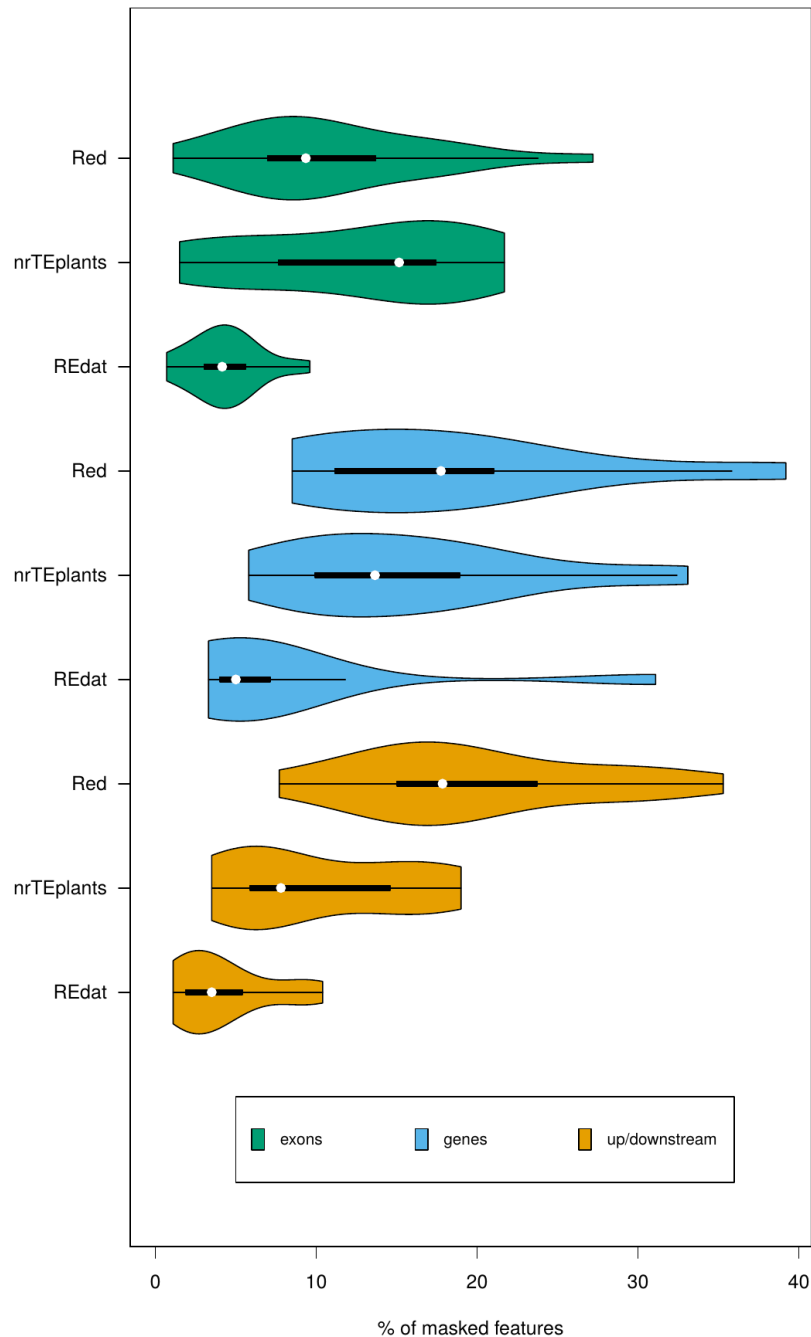 Red
nrTEplants
REdat
Red
nrTEplants
REdat
Red
nrTEplants
REdat
exons genes up/downstream
0 10 20 30 40
% of masked features